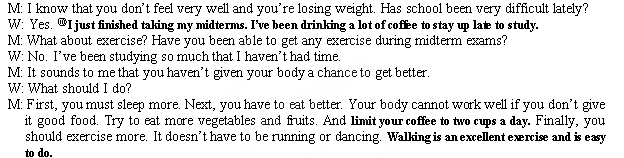 M: I know that you don't feel very well and you're losing weight. Has school been very difficult lately?
W: Yes. @I just finished taking my midterms. I've been drinking a lot of coffee to stay up late to study.
M: What about exercise? Have you been able to get any exercise during midterm exams?
W: No. I've been studying so much that I haven't had time.
M: It sounds to me that you haven't given your body a chance to get better.
W: What should I do?
M: First, you must sleep more. Next, you have to eat better. Your body cannot work well if you don't give
it good food. Try to eat more vegetables and fruits. And limit your coffee to two cups a day. Finally, you
should exercise more. It doesn't have to be running or dancing. Walking is an excellent exercise and is easy
to do.